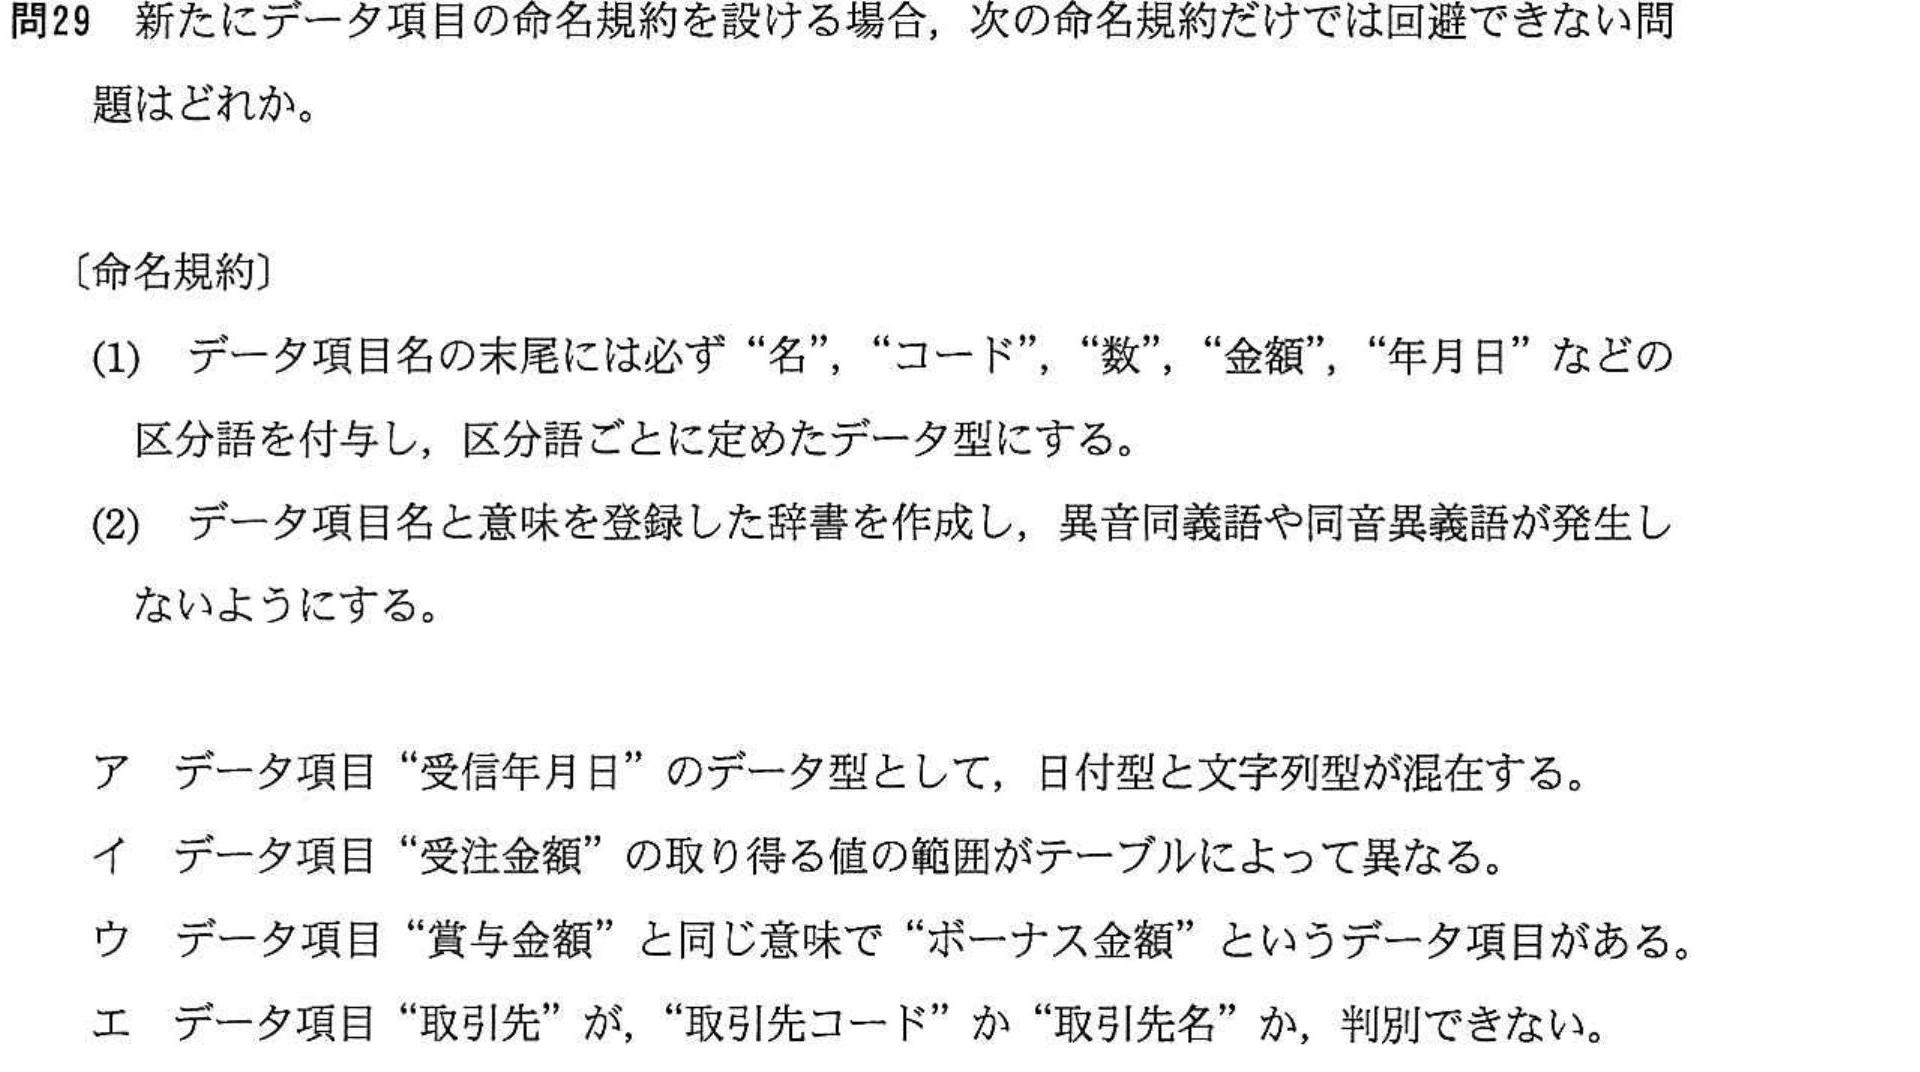 問29 新たにデータ項目の命名規約を設ける場合，次の命名規約だけでは回避できない問
題はどれか。
〔命名規約〕
(1) データ項目名の末尾には必ず“名”，“コード”，“数”，“金額”，“年月日”などの
区分語を付与し，区分語ごとに定めたデータ型にする。
(2) データ項目名と意味を登録した辞書を作成し，異音同義語や同音異義語が発生し
ないようにする。
ア データ項目“受信年月日”のデータ型として，日付型と文字列型が混在する。
イ データ項目“受注金額”の取り得る値の範囲がテーブルによって異なる。
ウ データ項目“賞与金額”と同じ意味で“ボーナス金額”というデータ項目がある。
エ データ項目“取引先”が，“取引先コード”か“取引先名”か，判別できない。